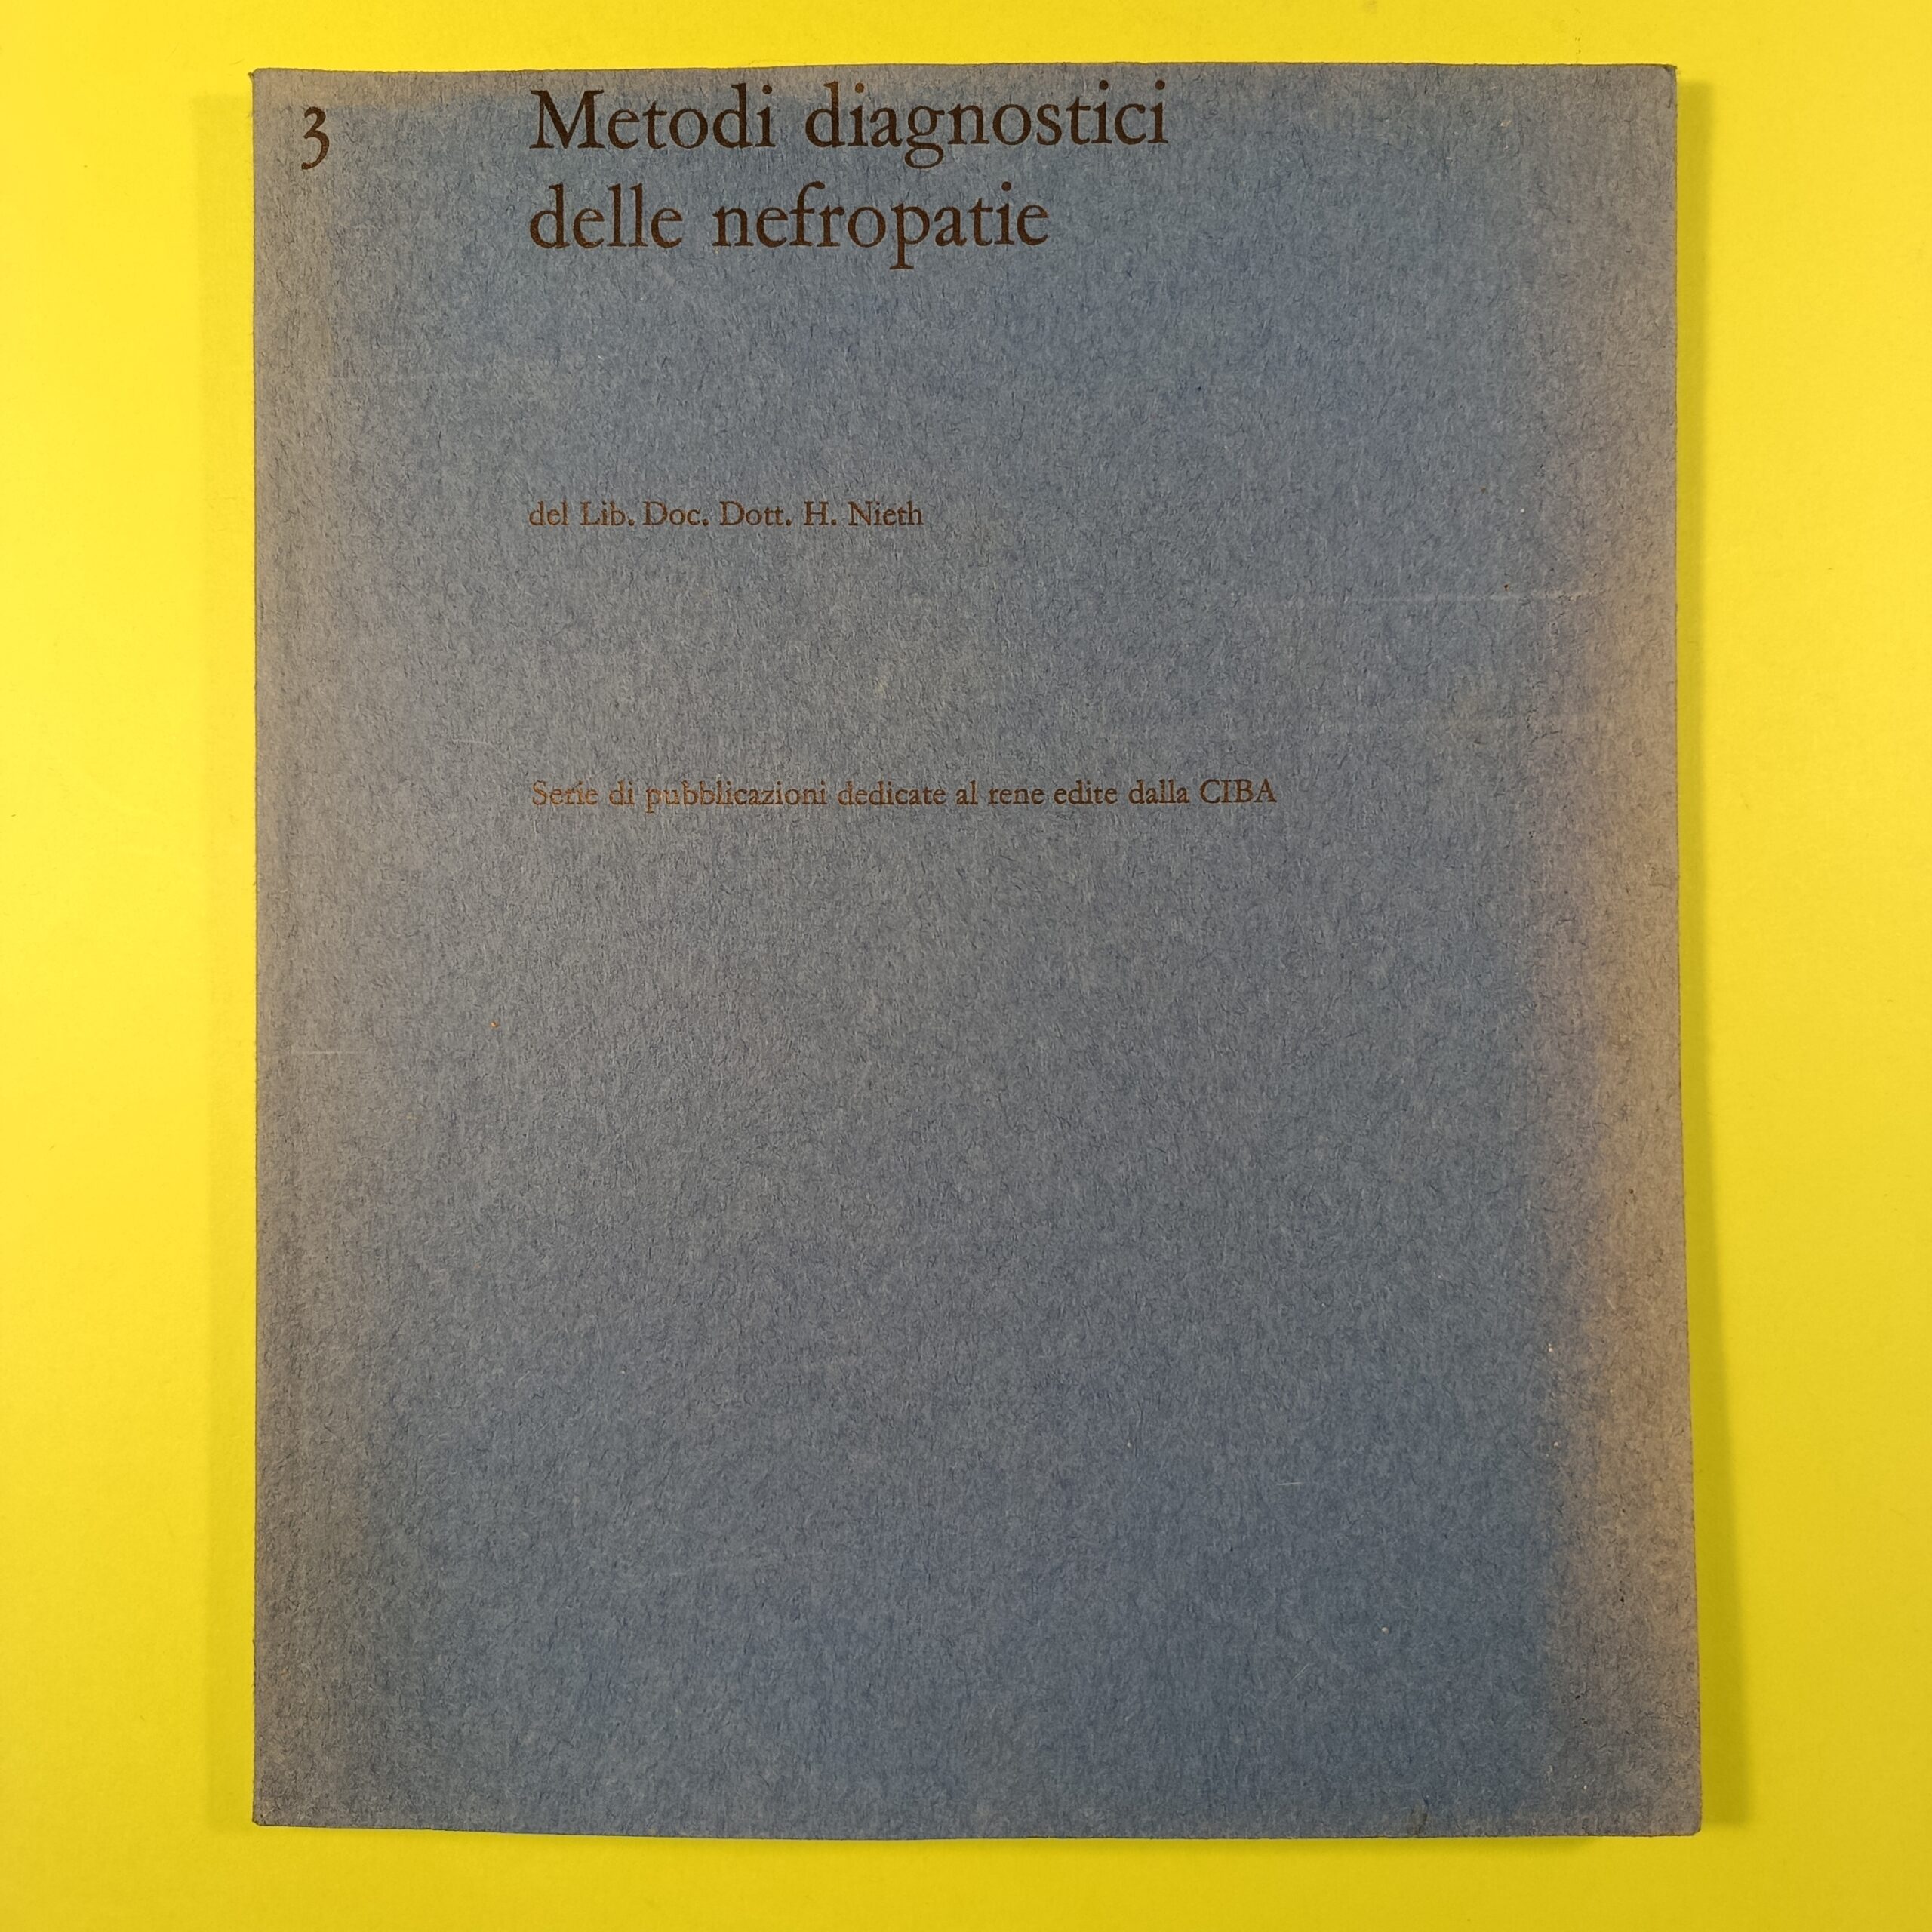 3
Metodi diagnostici
delle nefropatie
del Lib. Doc. Dott. H. Nieth
Serie di pubblicazioni dedicate al rene edite dalla CIBA